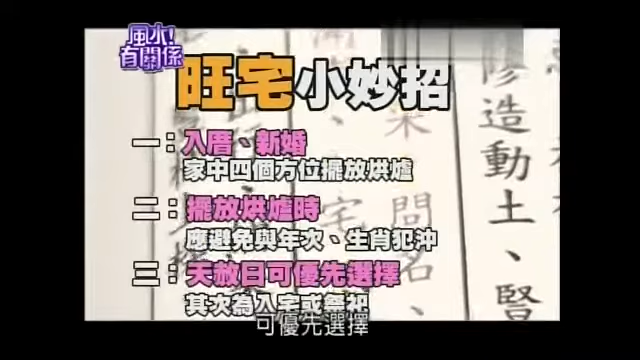 風水!
有關係
旺宅小妙招
一：入厝、新婚
家中四個方位擺放烘爐
二：擺放烘爐時
應避免與年次、生肖犯沖
三：天赦日可優先選擇
其次為入宅或祭祀
可優先選擇
修造動土、豎
問名、